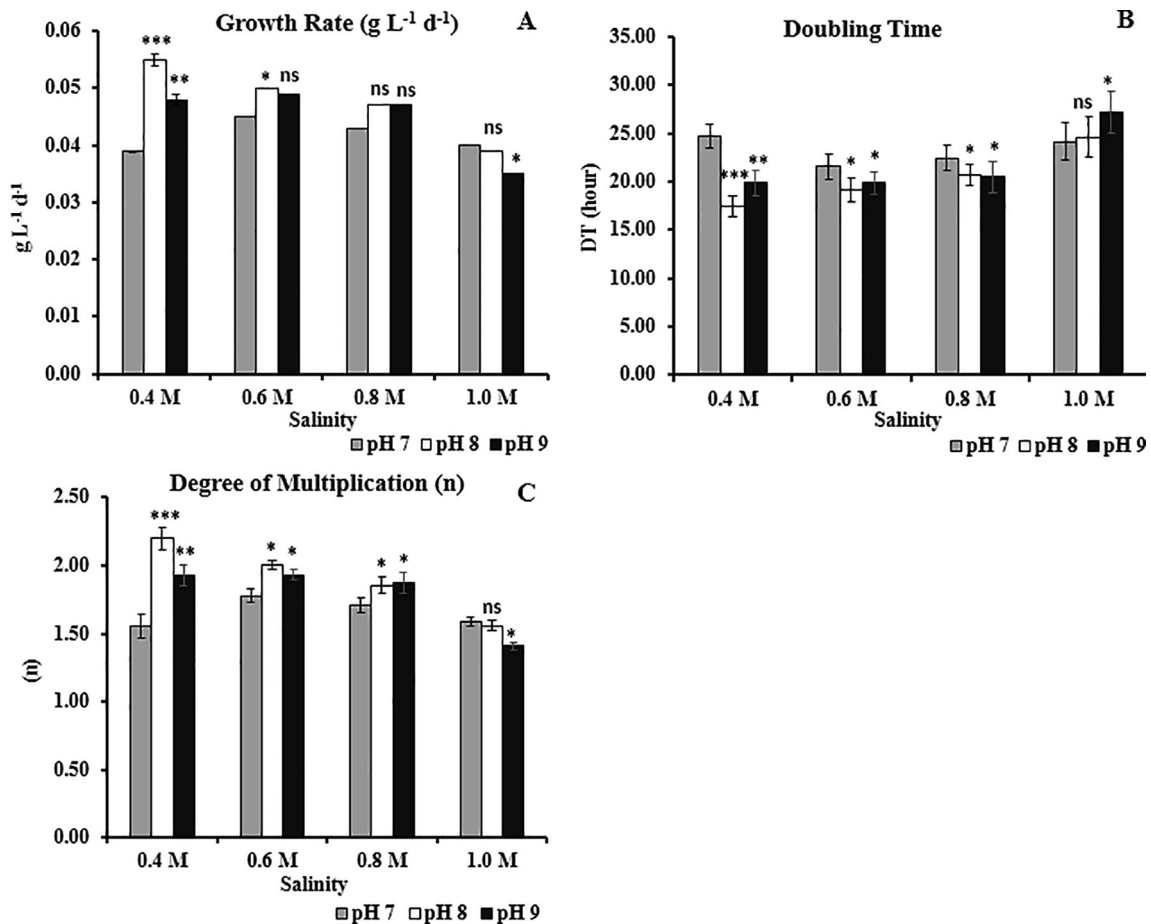 Growth Rate (g L-1 d-1)
A
0.06
0.05
0.04
0.03
0.02
0.01
0.00
g L-1 d-1
***
**
*
ns
ns
ns
ns
*
0.4 M
0.6 M
0.8 M
1.0 M
Salinity
pH 7
pH 8
pH 9
Doubling Time
B
35.00
30.00
25.00
20.00
15.00
10.00
5.00
0.00
DT (hour)
***
**
*
*
*
*
ns
*
0.4 M
0.6 M
0.8 M
1.0 M
Salinity
pH 7
pH 8
pH 9
Degree of Multiplication (n)
C
2.50
2.00
1.50
1.00
0.50
0.00
(n)
***
**
*
*
*
*
ns
*
0.4 M
0.6 M
0.8 M
1.0 M
Salinity
pH 7
pH 8
pH 9